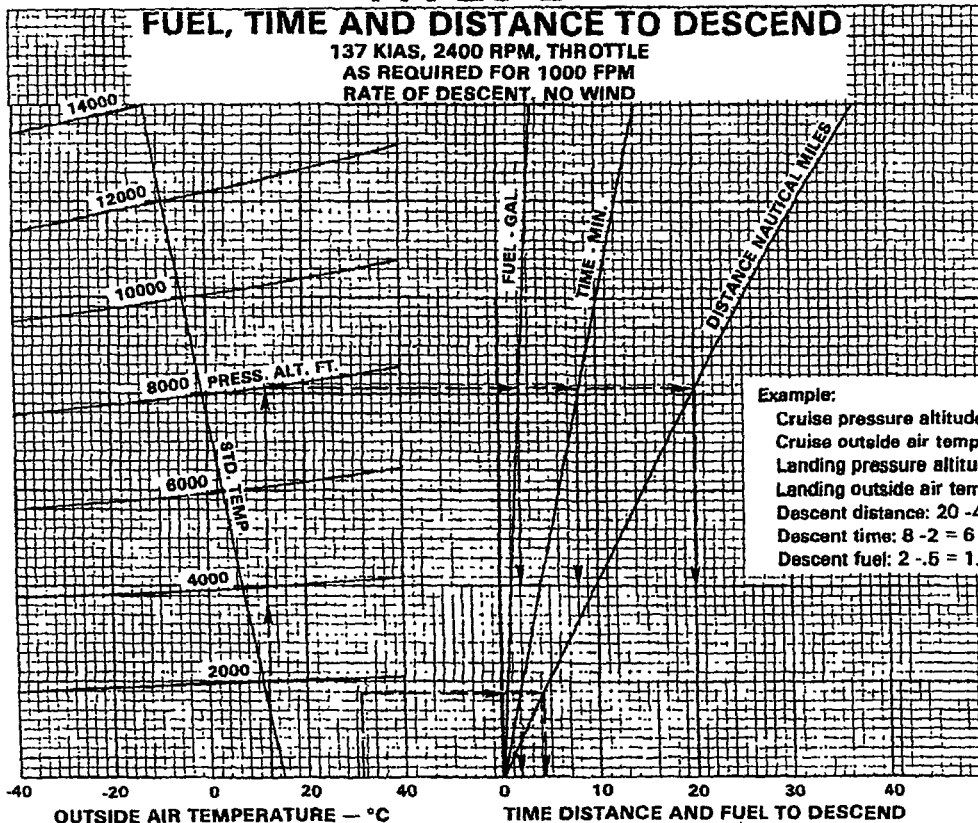 FUEL, TIME AND DISTANCE TO DESCEND
137 KIAS, 2400 RPM, THROTTLE
AS REQUIRED FOR 1000 FPM
RATE OF DESCENT, NO WIND
14000
12000
10000
8000 PRESS. ALT. FT.
6000
4000
2000
STD. TEMP.
FUEL - GAL.
TIME - MIN.
DISTANCE NAUTICAL MILES
Example:
Cruise pressure altitude
Cruise outside air temp
Landing pressure altitu
Landing outside air tem
Descent distance: 20 -4
Descent time: 8 -2 = 6
Descent fuel: 2 -.5 = 1.
-40 -20 0 20 40 0 10 20 30 40
OUTSIDE AIR TEMPERATURE — °C
TIME DISTANCE AND FUEL TO DESCEND